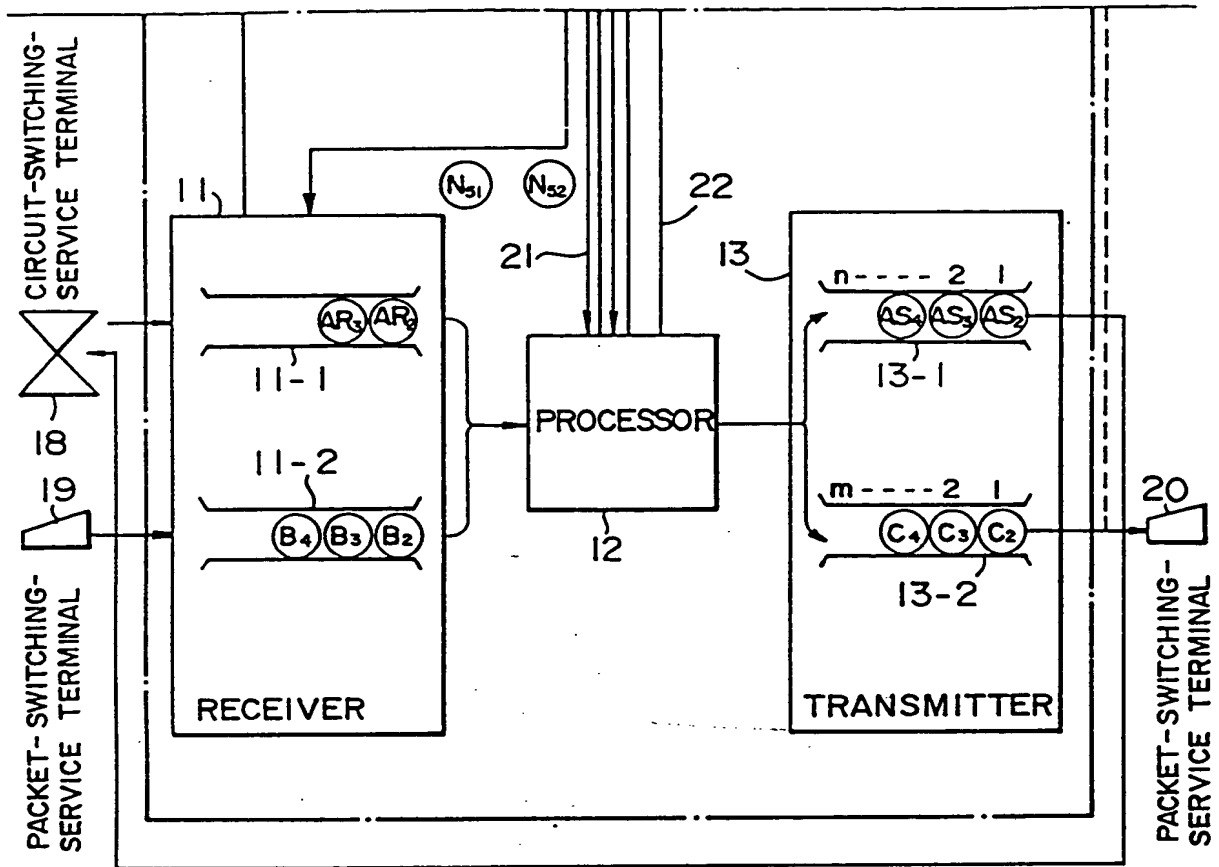 CIRCUIT-SWITCHING-
SERVICE TERMINAL
18
19
PACKET-SWITCHING-
SERVICE TERMINAL
11
N51
N52
21
22
AR3
AR2
11-1
11-2
B4
B3
B2
RECEIVER
PROCESSOR
12
13
n---- 2 1
AS4
AS3
AS2
13-1
m---- 2 1
C4
C3
C2
13-2
TRANSMITTER
20
PACKET-SWITCHING-
SERVICE TERMINAL